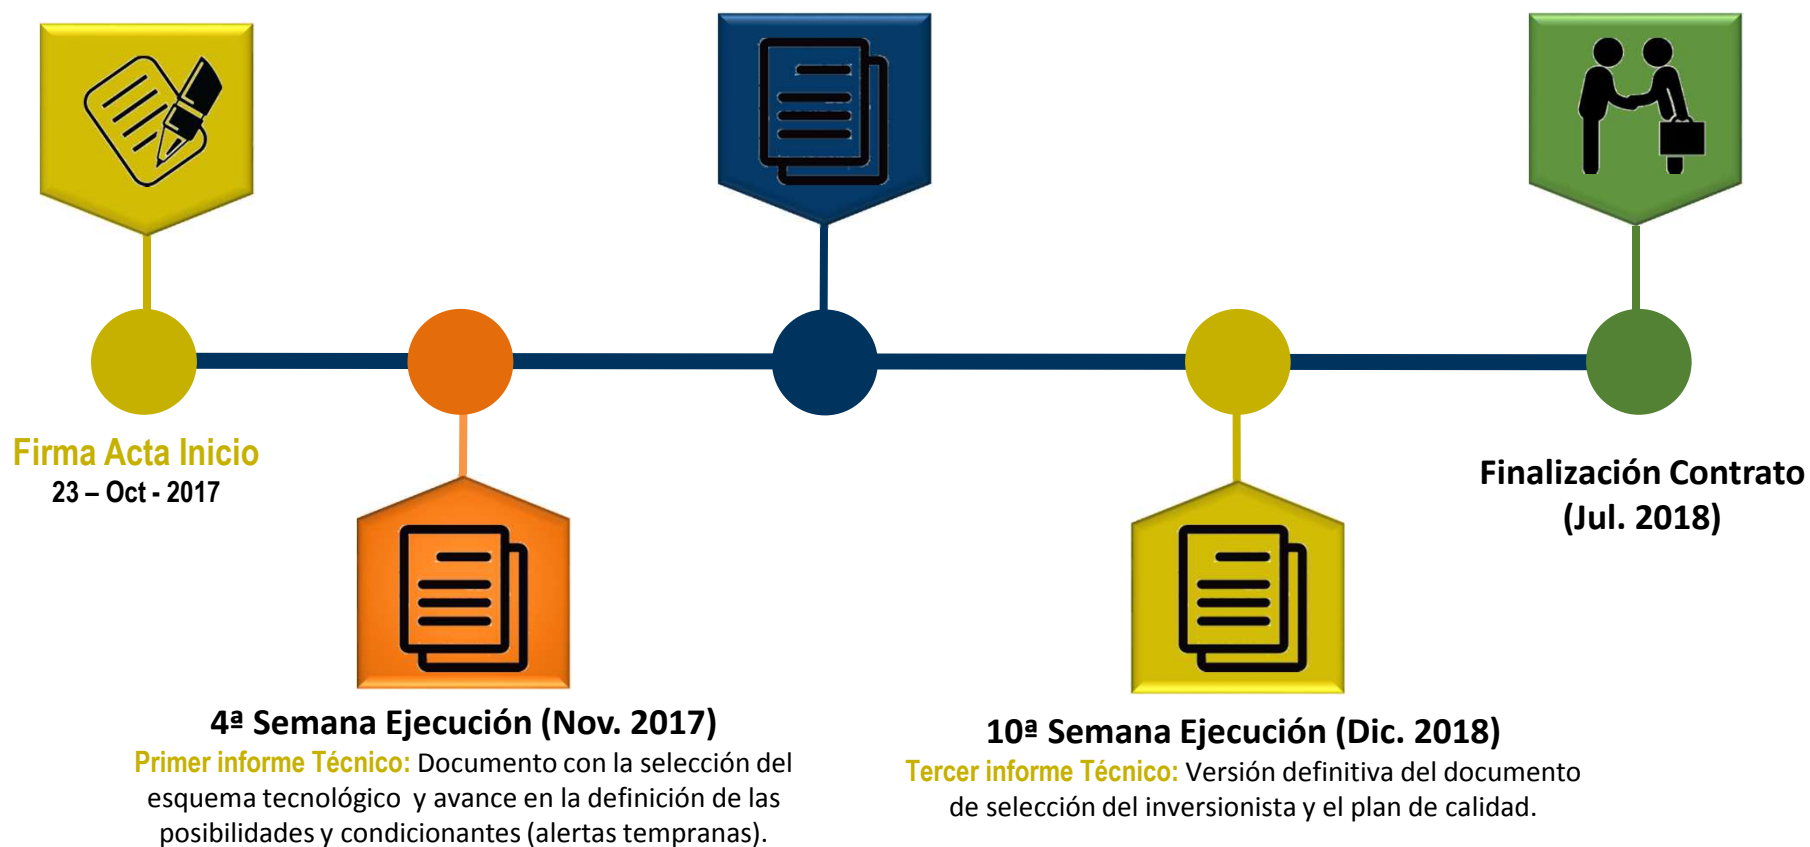 Firma Acta Inicio
23 – Oct - 2017
4ª Semana Ejecución (Nov. 2017)
Primer informe Técnico: Documento con la selección del
esquema tecnológico y avance en la definición de las
posibilidades y condicionantes (alertas tempranas).
10ª Semana Ejecución (Dic. 2018)
Tercer informe Técnico: Versión definitiva del documento
de selección del inversionista y el plan de calidad.
Finalización Contrato
(Jul. 2018)